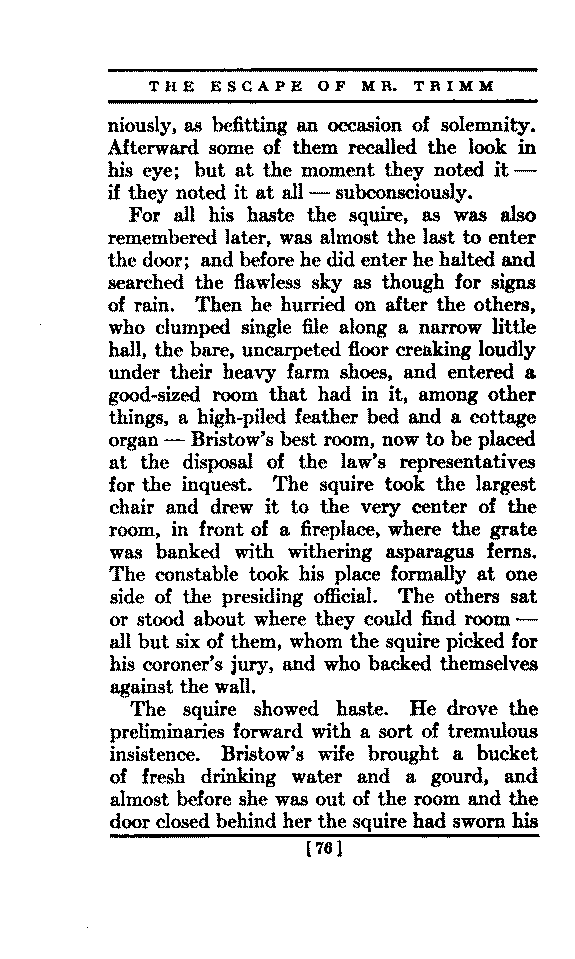 THE ESCAPE OF MR. TRIMM
niously, as befitting an occasion of solemnity.
Afterward some of them recalled the look in
his eye; but at the moment they noted it —
if they noted it at all — subconsciously.
For all his haste the squire, as was also
remembered later, was almost the last to enter
the door; and before he did enter he halted and
searched the flawless sky as though for signs
of rain. Then he hurried on after the others,
who clumped single file along a narrow little
hall, the bare, uncarpeted floor creaking loudly
under their heavy farm shoes, and entered a
good-sized room that had in it, among other
things, a high-piled feather bed and a cottage
organ — Bristow's best room, now to be placed
at the disposal of the law's representatives
for the inquest. The squire took the largest
chair and drew it to the very center of the
room, in front of a fireplace, where the grate
was banked with withering asparagus ferns.
The constable took his place formally at one
side of the presiding official. The others sat
or stood about where they could find room —
all but six of them, whom the squire picked for
his coroner's jury, and who backed themselves
against the wall.
The squire showed haste. He drove the
preliminaries forward with a sort of tremulous
insistence. Bristow's wife brought a bucket
of fresh drinking water and a gourd, and
almost before she was out of the room and the
door closed behind her the squire had sworn his
[76]